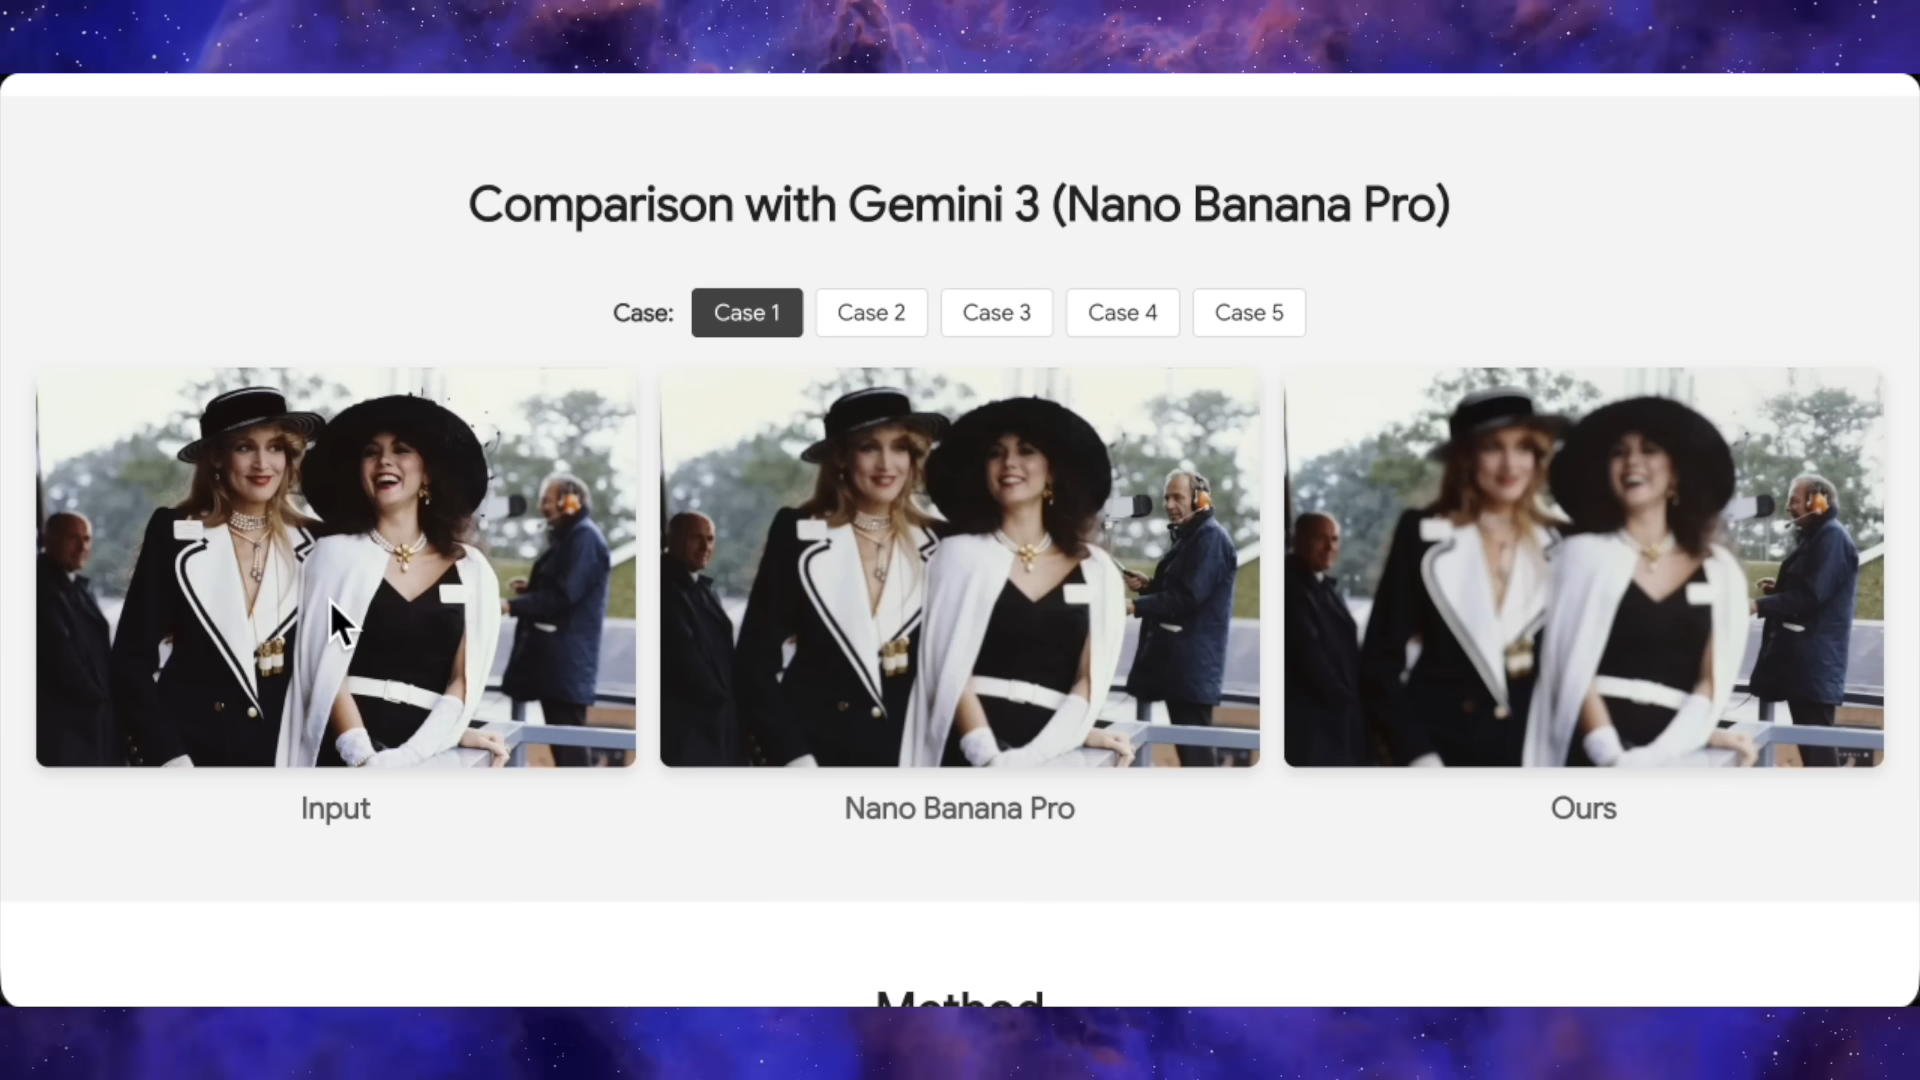 Comparison with Gemini 3 (Nano Banana Pro)
Case: Case 1 Case 2 Case 3 Case 4 Case 5
Input
Nano Banana Pro
Ours
Method